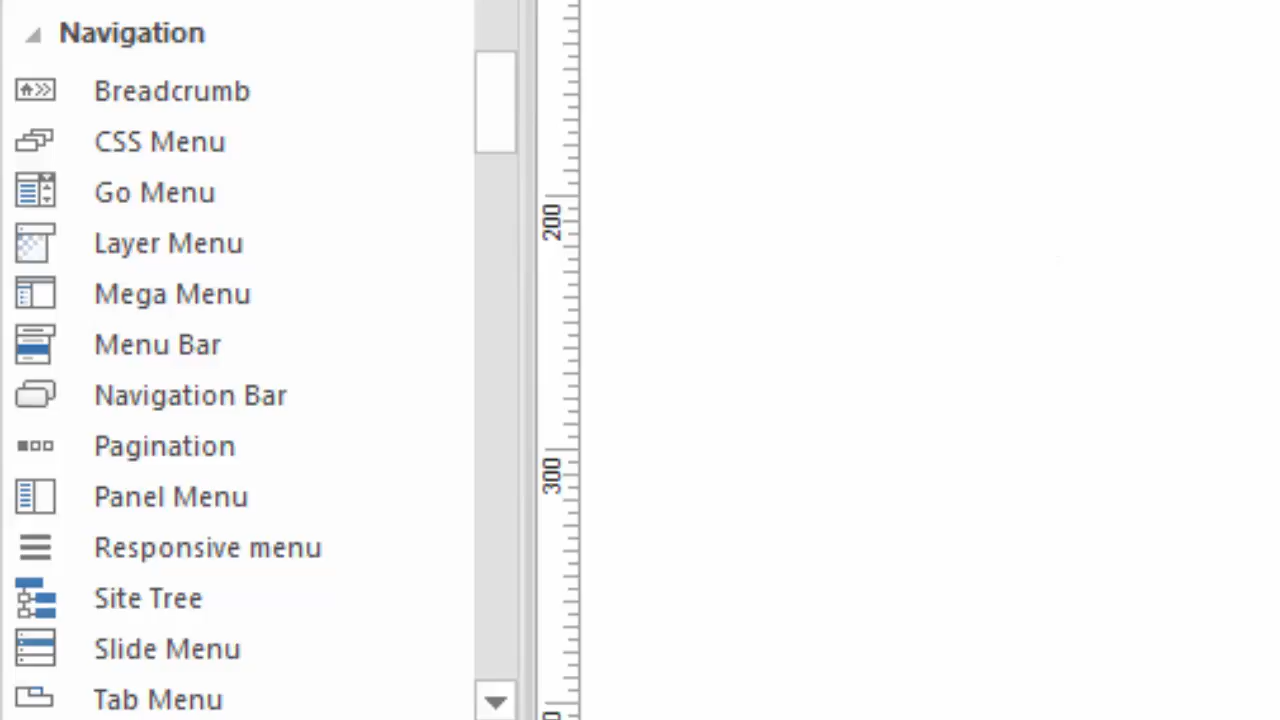 Navigation
Breadcrumb
CSS Menu
Go Menu
Layer Menu
Mega Menu
Menu Bar
Navigation Bar
Pagination
Panel Menu
Responsive menu
Site Tree
Slide Menu
Tab Menu
200
300